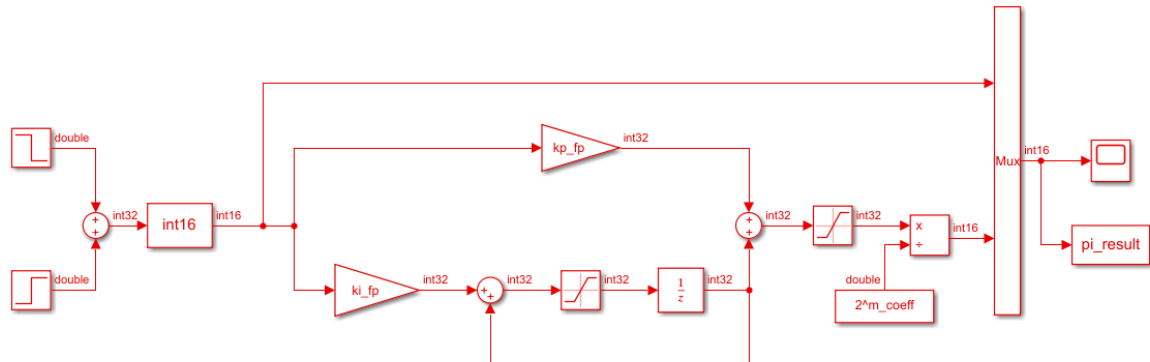 double
int32
int16
int16
double
kp_fp
int32
ki_fp
int32
+
+
+
+
int32
int32
1
z
int32
+
+
int32
int32
x
÷
int16
double
2^m_coeff
Mux
int16
pi_result